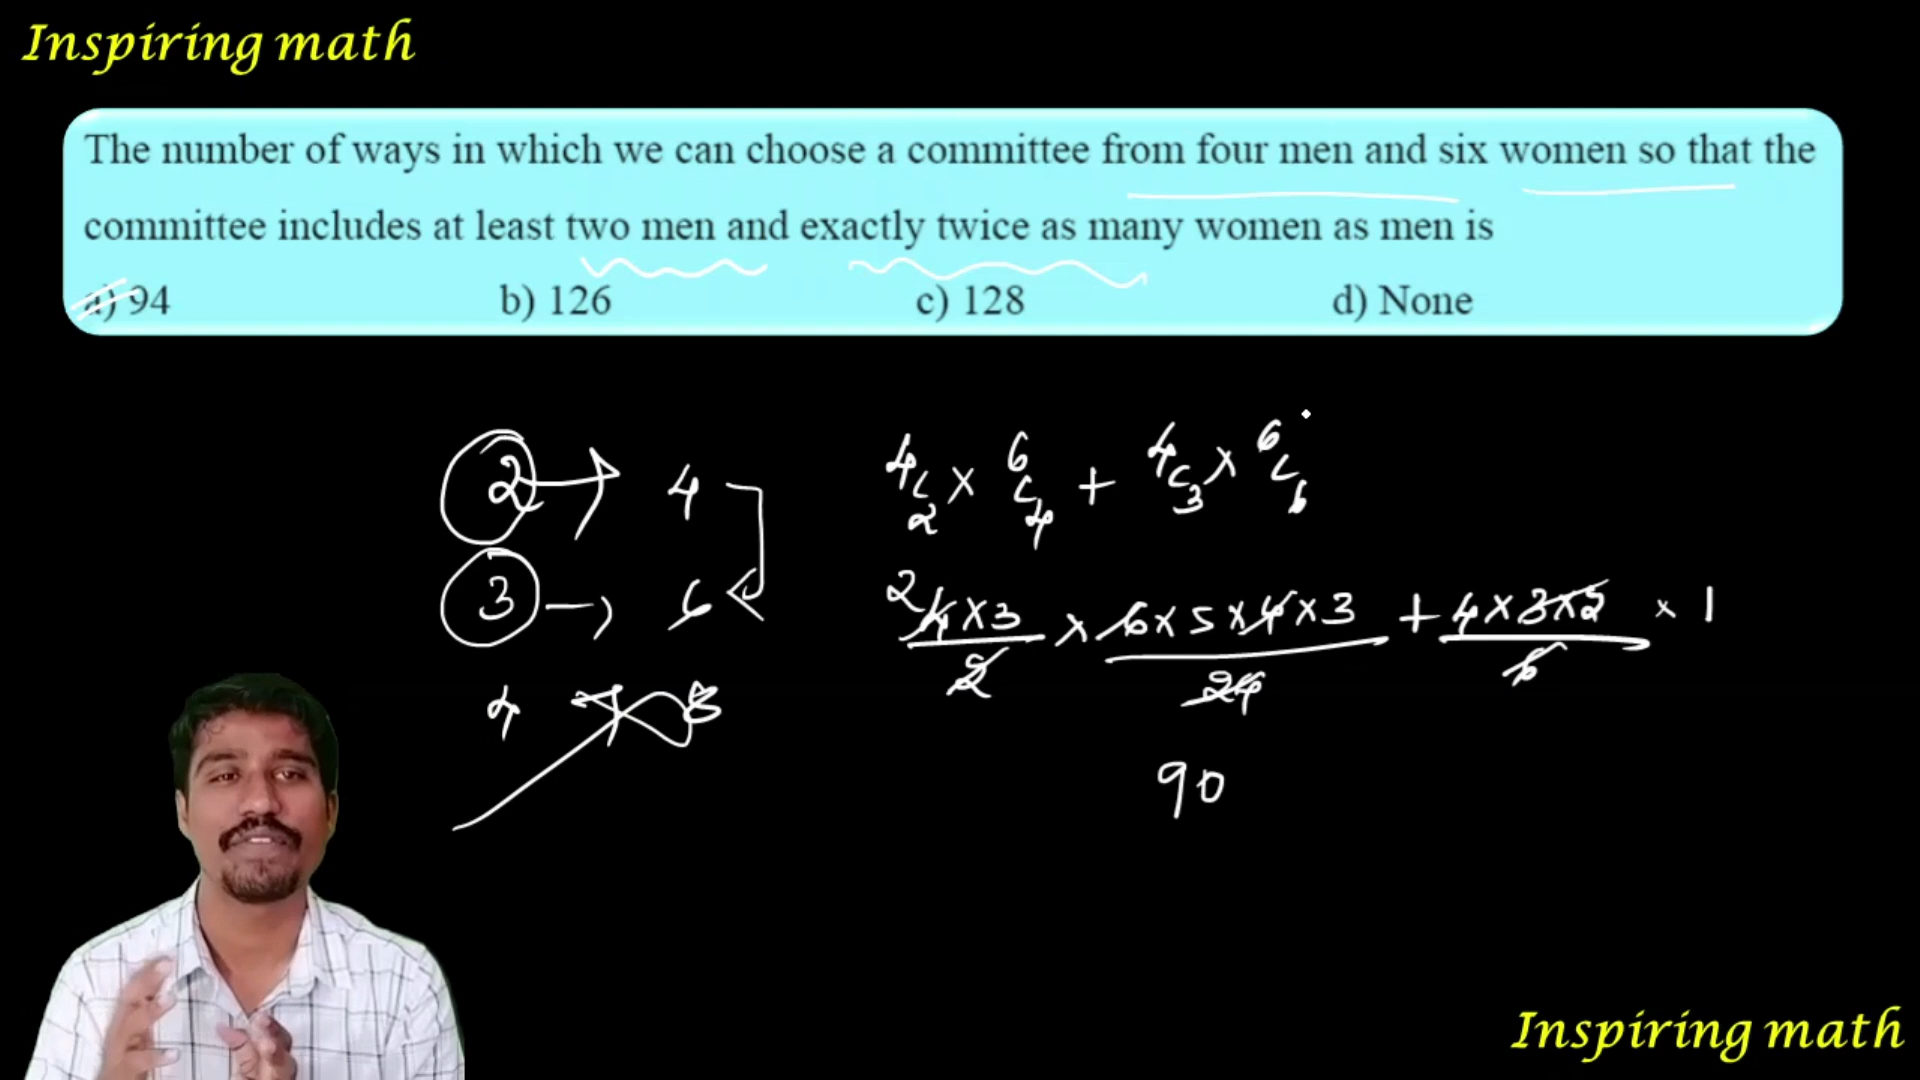 Inspiring math
The number of ways in which we can choose a committee from four men and six women so that the
committee includes at least two men and exactly twice as many women as men is
a) 94 b) 126 c) 128 d) None
2 → 4
3 → 6
4 8
4C2 × 6C4 + 4C3 × 6C6
2
4×3/2 × 6×5×4×3/24 + 4×3×2/6 × 1
90
Inspiring math